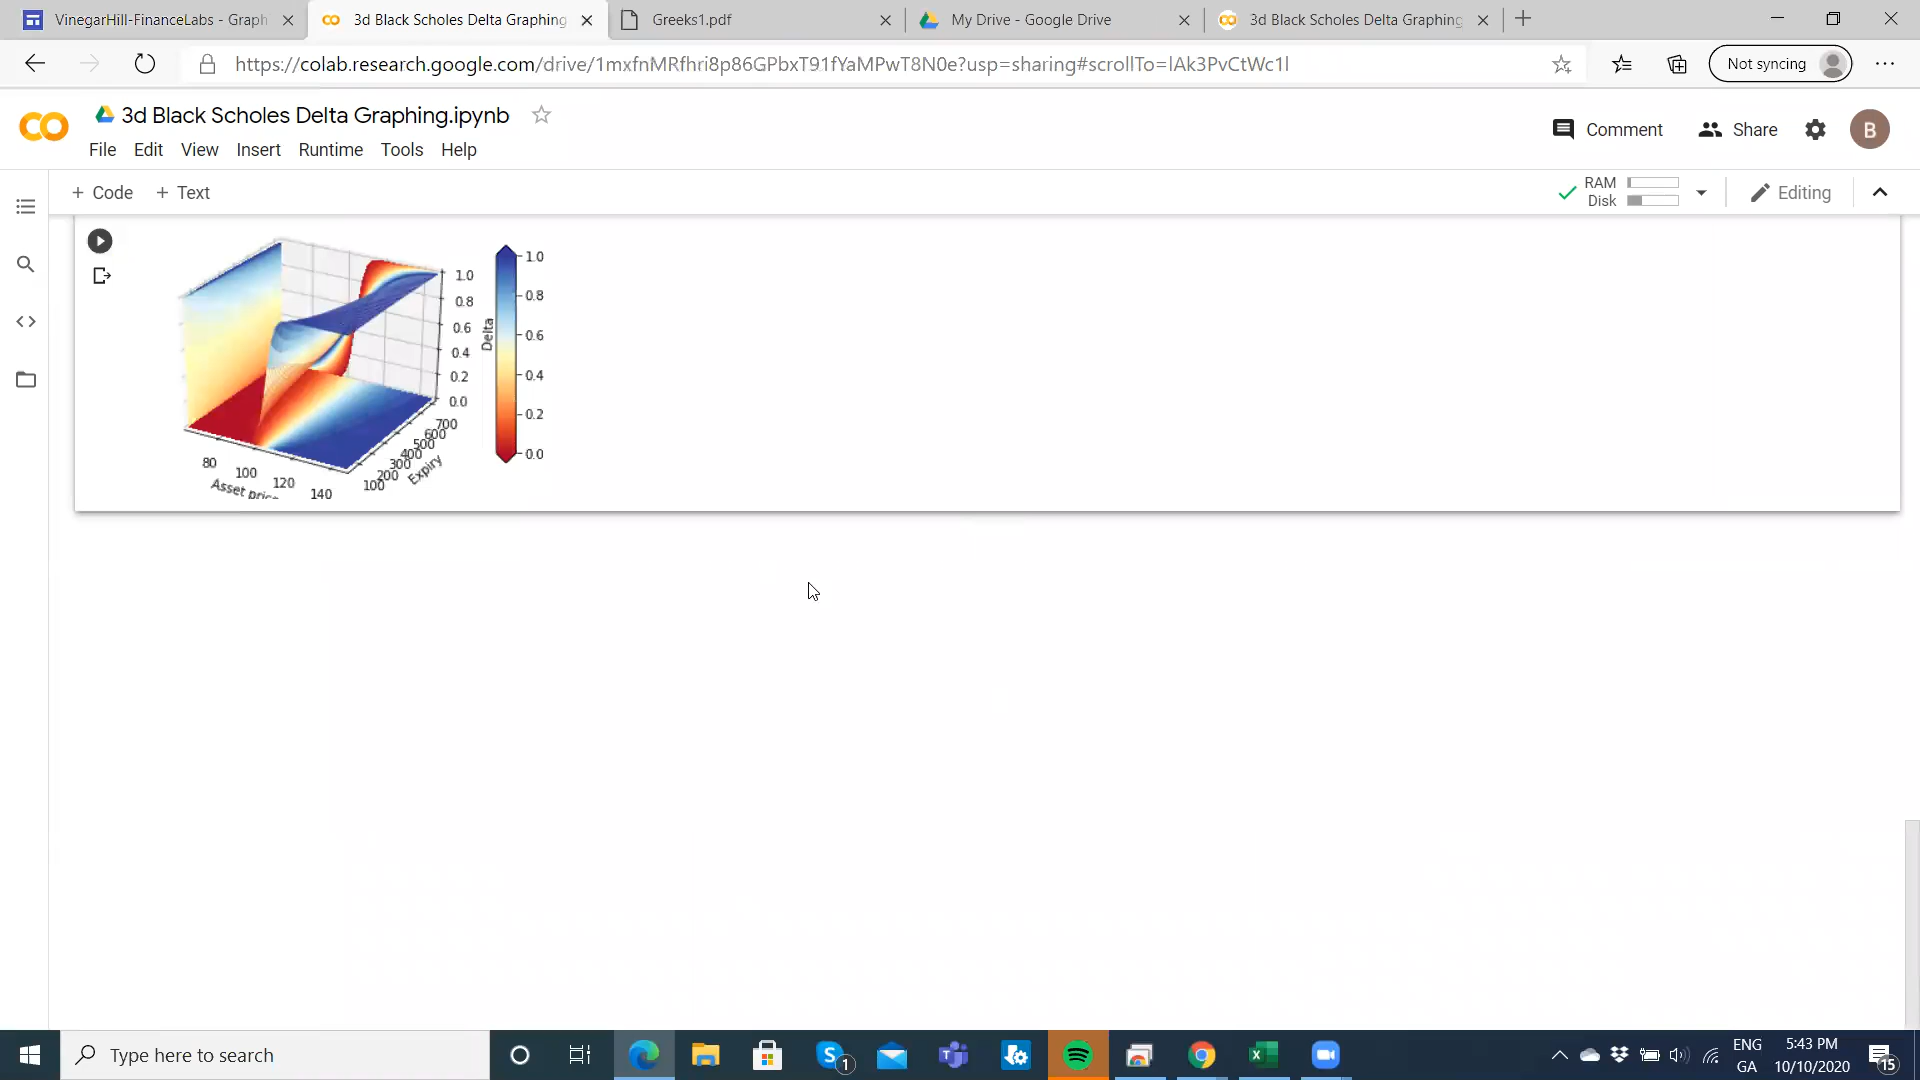 VinegarHill-FinanceLabs - Graph
3d Black Scholes Delta Graphing
Greeks1.pdf
My Drive - Google Drive
3d Black Scholes Delta Graphing
https://colab.research.google.com/drive/1mxfnMRfhri8p86GPbxT91fYaMPwT8N0e?usp=sharing#scrollTo=lAk3PvCtWc1l
Not syncing
3d Black Scholes Delta Graphing.ipynb
Comment
Share
B
File Edit View Insert Runtime Tools Help
+ Code + Text
RAM
Disk
Editing
1.0
0.8
0.6
0.4
0.2
0.0
Delta
1.0
0.8
0.6
0.4
0.2
0.0
80
100
120
140
Asset price
100
200
300
400
500
600
700
Expiry
Type here to search
1
ENG
GA
5:43 PM
10/10/2020
15